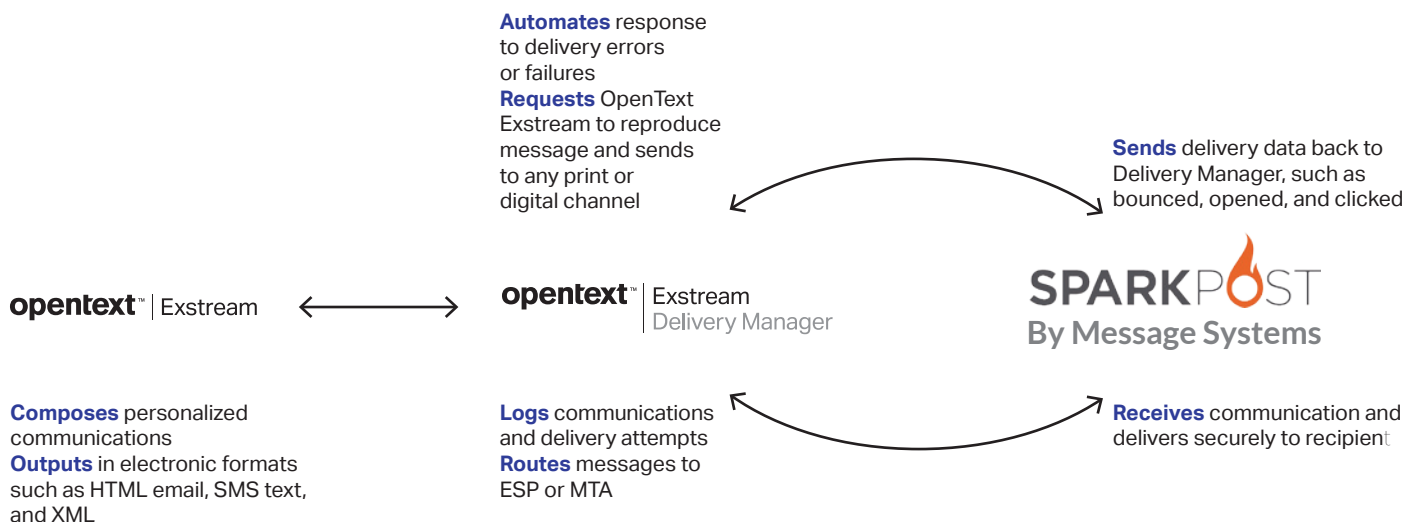 Automates response
to delivery errors
or failures
Requests OpenText
Exstream to reproduce
message and sends
to any print or
digital channel
Sends delivery data back to
Delivery Manager, such as
bounced, opened, and clicked
opentext™ | Exstream
opentext™ | Exstream
Delivery Manager
SPARKPOST
By Message Systems
Composes personalized
communications
Outputs in electronic formats
such as HTML email, SMS text,
and XML
Logs communications
and delivery attempts
Routes messages to
ESP or MTA
Receives communication and
delivers securely to recipient